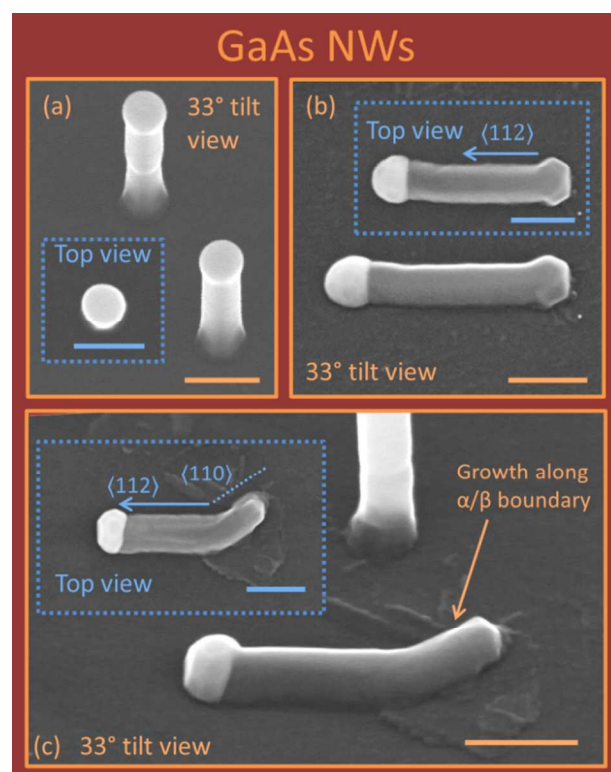 GaAs NWs
(a)
33° tilt
view
Top view
(b)
Top view
⟨112⟩
33° tilt view
⟨112⟩
⟨110⟩
Top view
Growth along
α/β boundary
(c) 33° tilt view